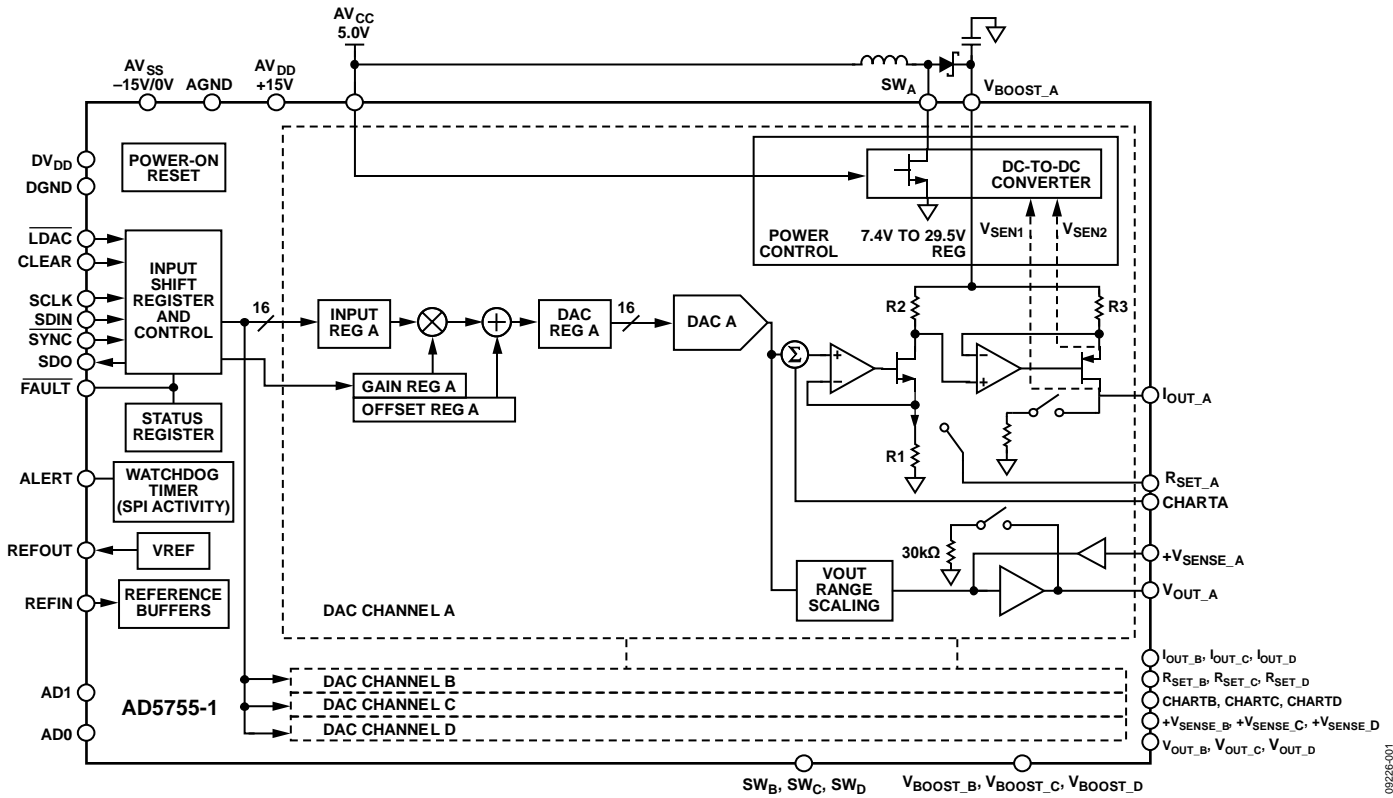 AVCC
5.0V
AVSS
–15V/0V
AGND
AVDD
+15V
SWA
VBOOST_A
DVDD
DGND
POWER-ON
RESET
DC-TO-DC
CONVERTER
POWER
CONTROL
7.4V TO 29.5V
REG
VSEN1
VSEN2
LDAC
CLEAR
SCLK
SDIN
SYNC
SDO
FAULT
INPUT
SHIFT
REGISTER
AND
CONTROL
16
INPUT
REG A
DAC
REG A
16
DAC A
GAIN REG A
OFFSET REG A
Σ
R2
R3
R1
IOUT_A
RSET_A
CHARTA
STATUS
REGISTER
ALERT
WATCHDOG
TIMER
(SPI ACTIVITY)
REFOUT
VREF
REFIN
REFERENCE
BUFFERS
30kΩ
VOUT
RANGE
SCALING
+VSENSE_A
VOUT_A
DAC CHANNEL A
DAC CHANNEL B
DAC CHANNEL C
DAC CHANNEL D
IOUT_B, IOUT_C, IOUT_D
RSET_B, RSET_C, RSET_D
CHARTB, CHARTC, CHARTD
+VSENSE_B, +VSENSE_C, +VSENSE_D
VOUT_B, VOUT_C, VOUT_D
AD1
AD0
AD5755-1
SWB, SWC, SWD
VBOOST_B, VBOOST_C, VBOOST_D
09226-001